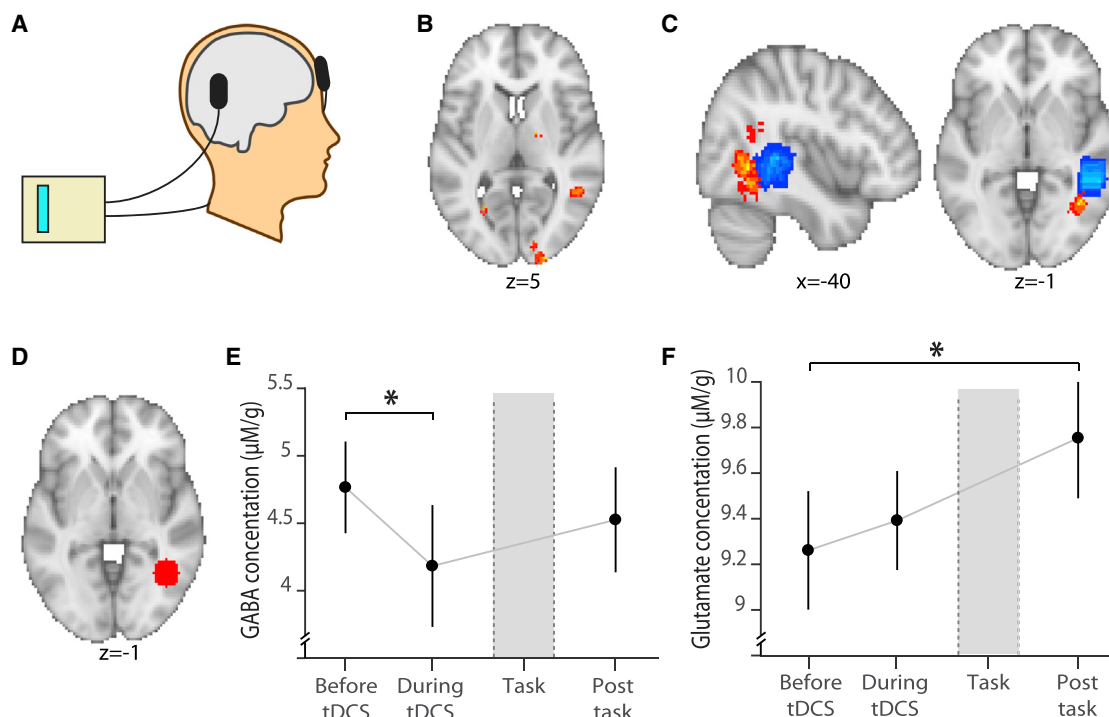 A
B
C
z=5
x=-40
z=-1
D
z=-1
E
GABA concentration (µM/g)
5.5
5
4.5
4
*
Before tDCS
During tDCS
Task
Post task
F
Glutamate concentration (µM/g)
10
9.8
9.6
9.4
9.2
9
*
Before tDCS
During tDCS
Task
Post task